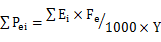 ∑ P_ei = ∑ E_i × F_e / 1000 × Y